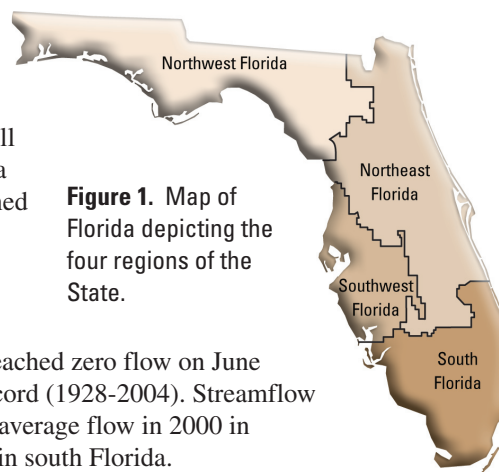 Northwest Florida
ll
a
Northeast
Florida
Figure 1. Map of
Florida depicting the
four regions of the
State.
Southwest
Florida
South
Florida
eached zero flow on June
cord (1928-2004). Streamflow
average flow in 2000 in
in south Florida.